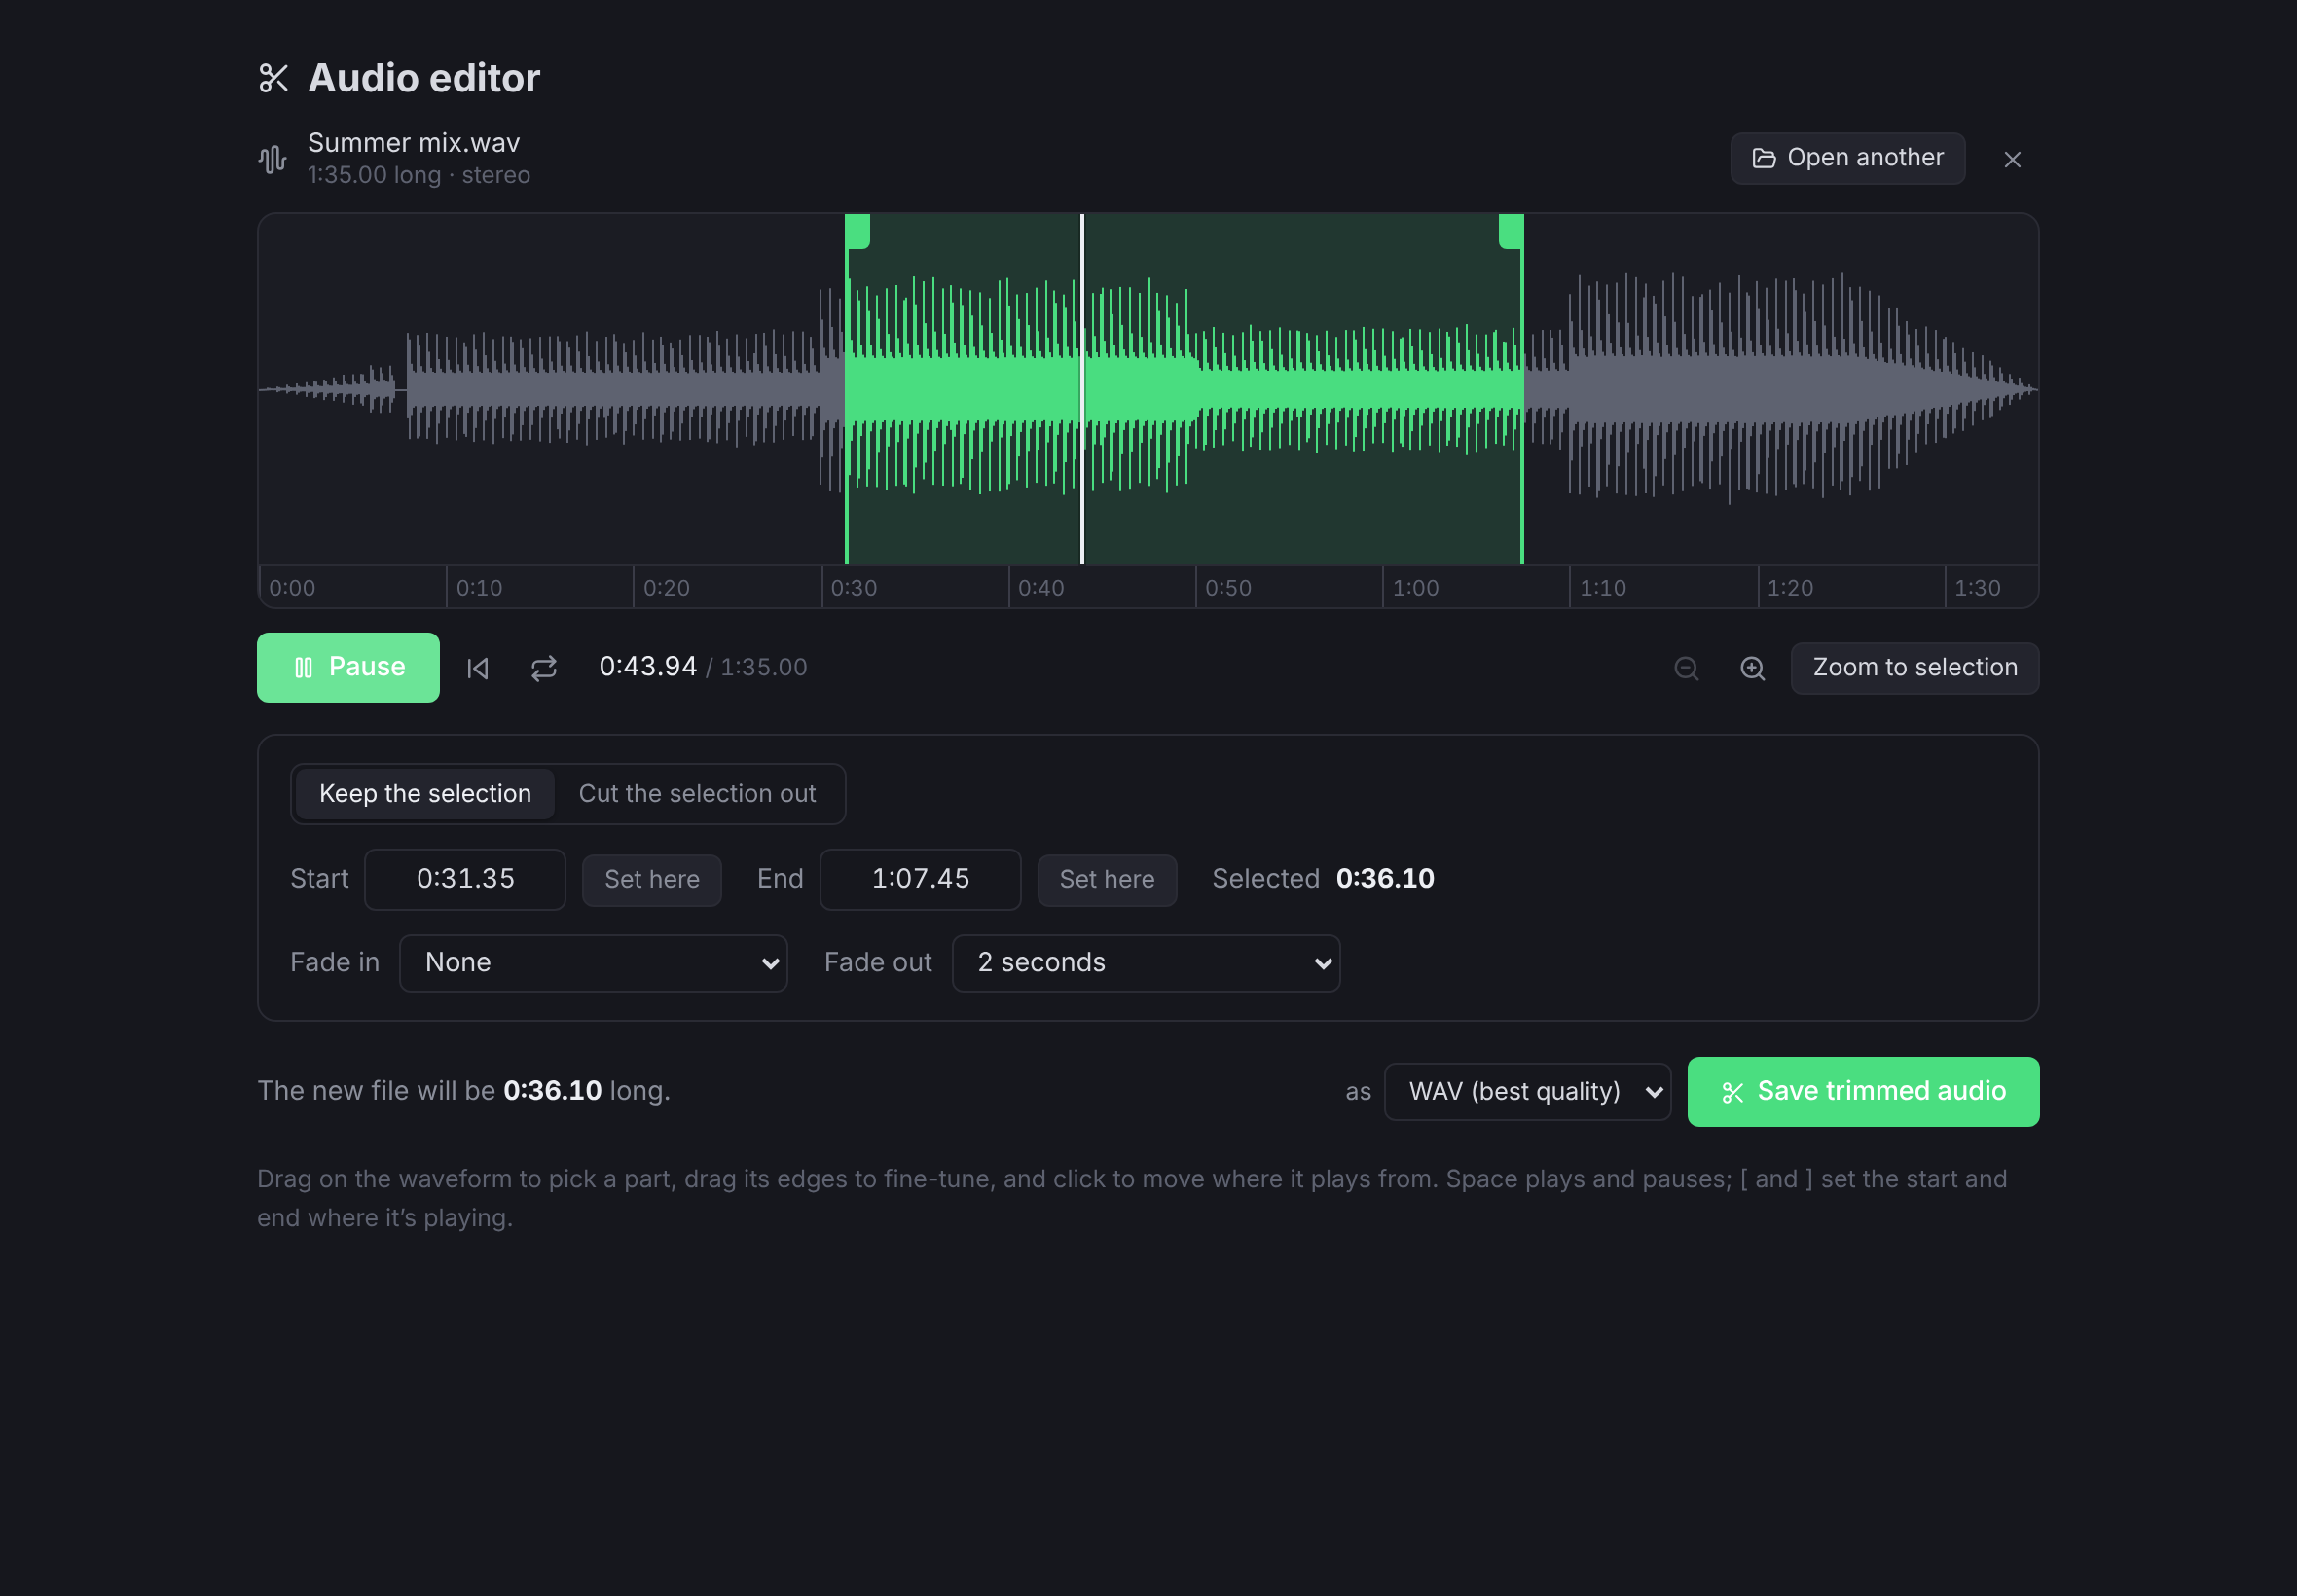 Audio editor
Summer mix.wav
1:35.00 long · stereo
Open another
0:00 0:10 0:20 0:30 0:40 0:50 1:00 1:10 1:20 1:30
Pause 0:43.94 / 1:35.00 Zoom to selection
Keep the selection Cut the selection out
Start 0:31.35 Set here End 1:07.45 Set here Selected 0:36.10
Fade in None Fade out 2 seconds
The new file will be 0:36.10 long. as WAV (best quality) Save trimmed audio
Drag on the waveform to pick a part, drag its edges to fine-tune, and click to move where it plays from. Space plays and pauses; [ and ] set the start and
end where it’s playing.